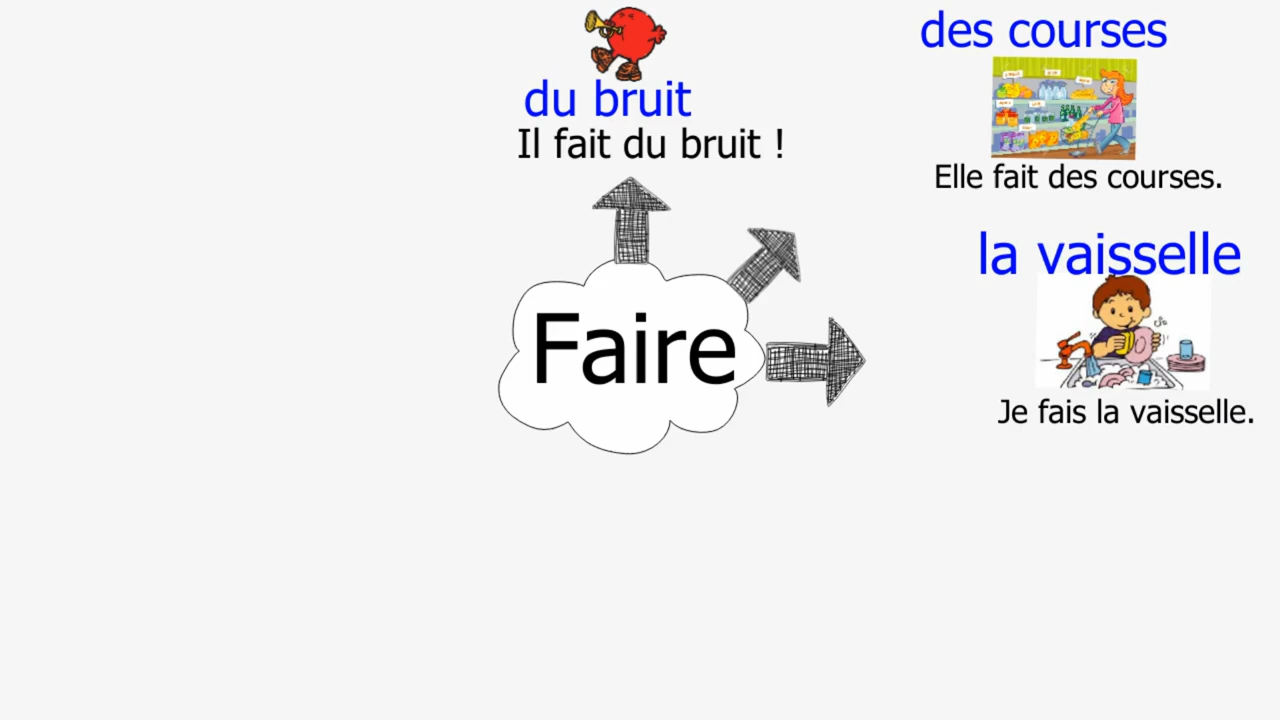 du bruit
Il fait du bruit !
des courses
Elle fait des courses.
la vaisselle
Je fais la vaisselle.
Faire